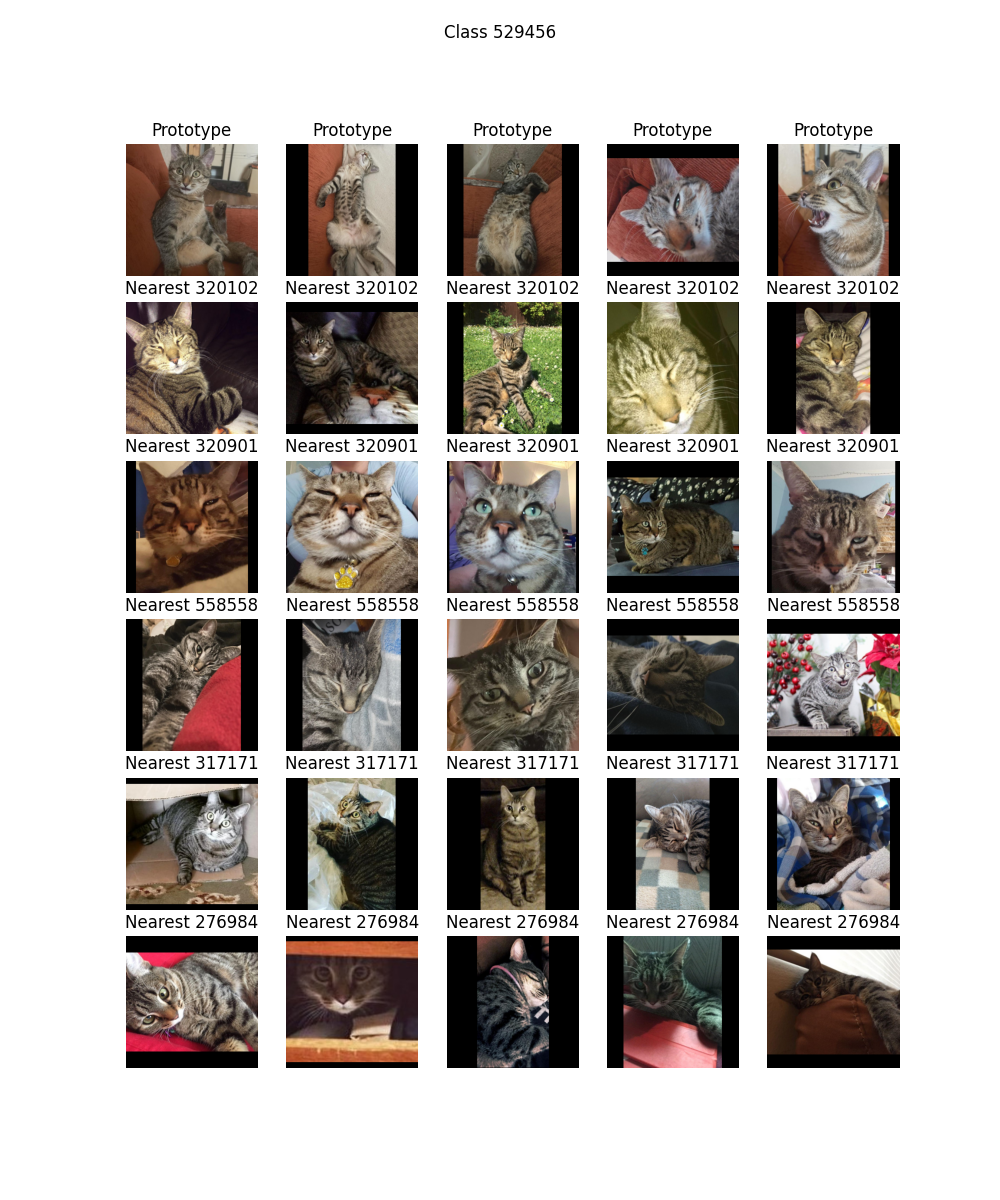 Class 529456
Prototype Prototype Prototype Prototype Prototype
Nearest 320102 Nearest 320102 Nearest 320102 Nearest 320102 Nearest 320102
Nearest 320901 Nearest 320901 Nearest 320901 Nearest 320901 Nearest 320901
Nearest 558558 Nearest 558558 Nearest 558558 Nearest 558558 Nearest 558558
Nearest 317171 Nearest 317171 Nearest 317171 Nearest 317171 Nearest 317171
Nearest 276984 Nearest 276984 Nearest 276984 Nearest 276984 Nearest 276984